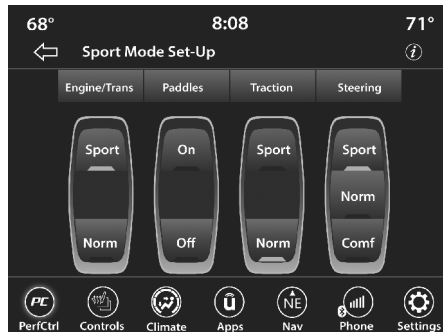 68° 8:08 71°
Sport Mode Set-Up i
Engine/Trans Paddles Traction Steering
Sport On Sport Sport
Norm
Norm Off Norm Comf
PC û NE
PerfCtrl Controls Climate Apps Nav Phone Settings